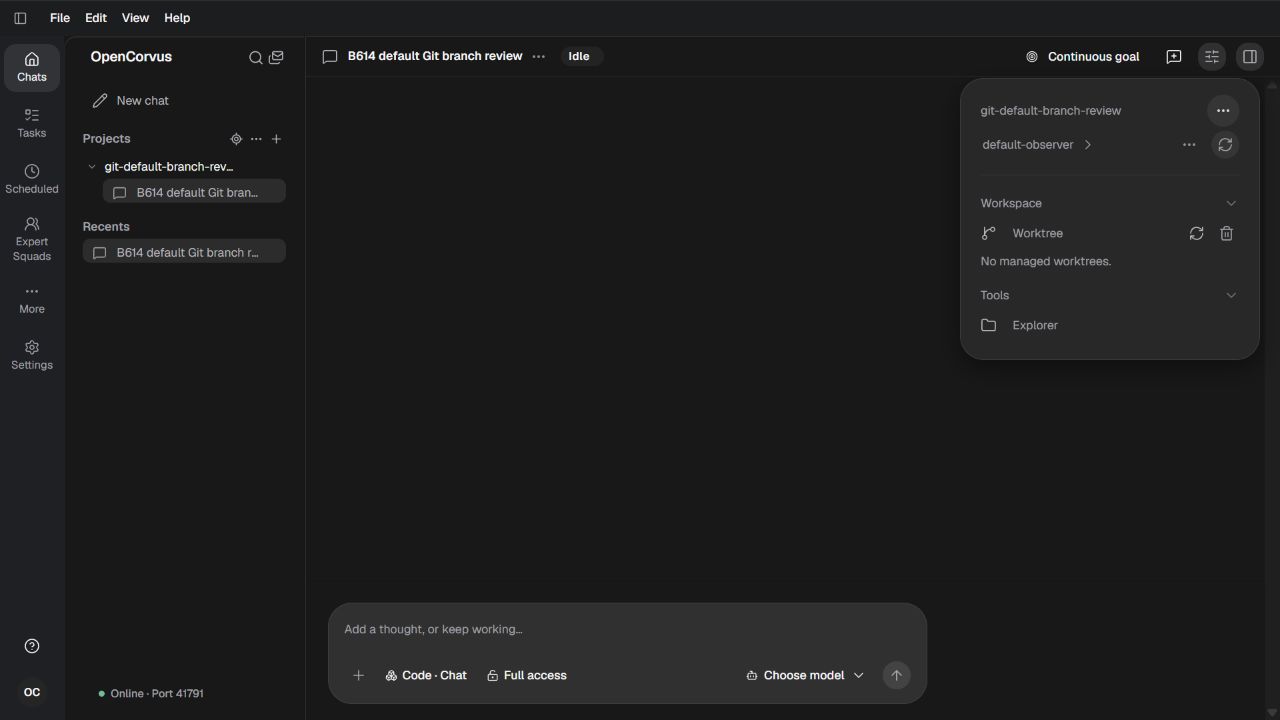 File Edit View Help
OpenCorvus
B614 default Git branch review
Idle
Continuous goal
Chats
Tasks
Scheduled
Expert
Squads
More
Settings
OC
New chat
Projects
git-default-branch-rev...
B614 default Git bran...
Recents
B614 default Git branch r...
Online · Port 41791
git-default-branch-review
default-observer
Workspace
Worktree
No managed worktrees.
Tools
Explorer
Add a thought, or keep working...
Code · Chat
Full access
Choose model